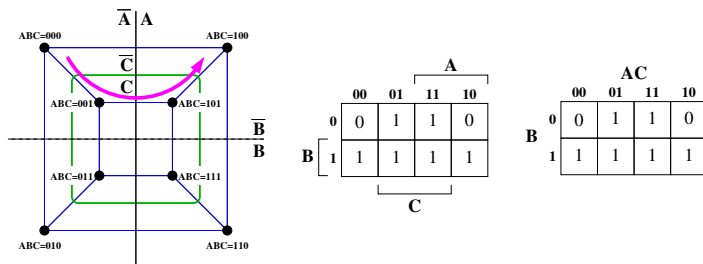 A̅ A
ABC=000 ABC=100
C̅
C
ABC=001 ABC=101
B̅
B
ABC=011 ABC=111
ABC=010 ABC=110
A
00 01 11 10
0 0 1 1 0
B 1 1 1 1 1
C
AC
00 01 11 10
0 0 1 1 0
B
1 1 1 1 1